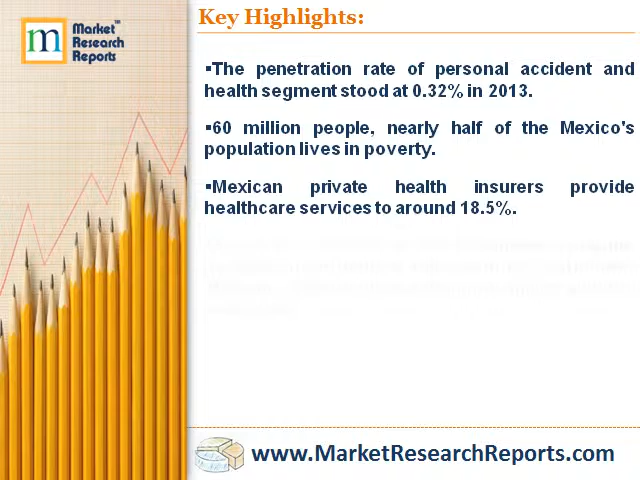 m
Market™
Research
Reports
Key Highlights:
▪The penetration rate of personal accident and
health segment stood at 0.32% in 2013.
▪60 million people, nearly half of the Mexico's
population lives in poverty.
▪Mexican private health insurers provide
healthcare services to around 18.5%.
www.MarketResearchReports.com